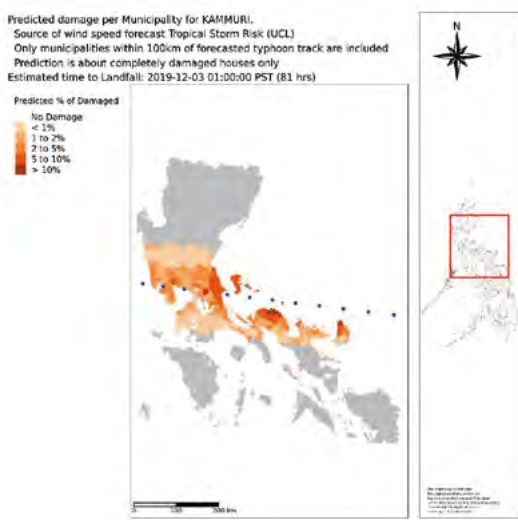 Predicted damage per Municipality for KAMMURI.
Source of wind speed forecast Tropical Storm Risk (UCL)
Only municipalities within 100km of forecasted typhoon track are included
Prediction is about completely damaged houses only
Estimated time to Landfall: 2019-12-03 01:00:00 PST (81 hrs)
Predicted % of Damaged
No Damage
< 1%
1 to 2%
2 to 5%
5 to 10%
> 10%
N
0 100 200 km